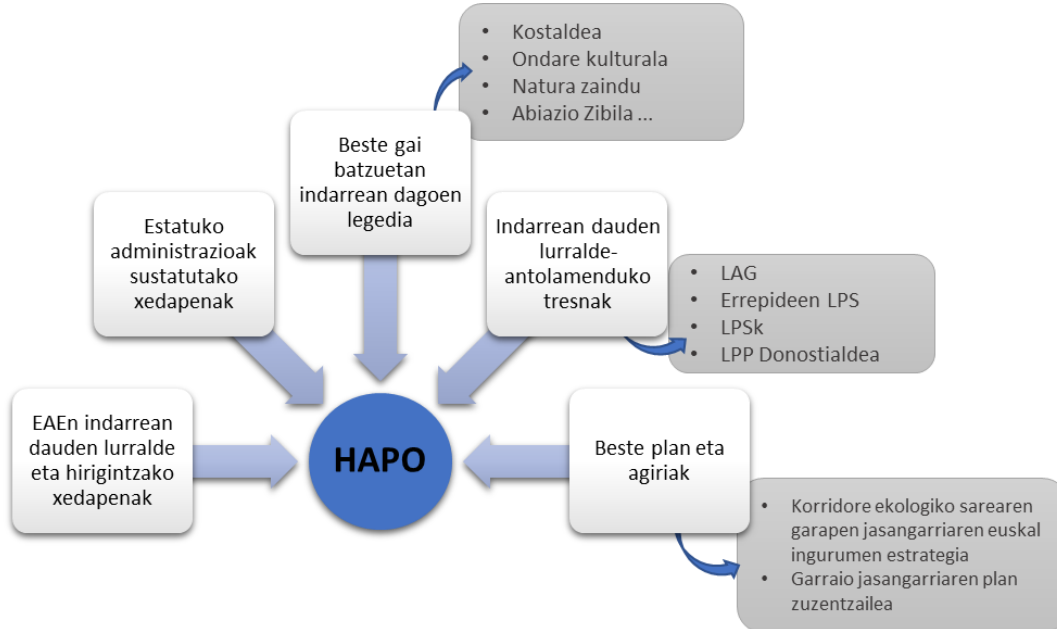 • Kostaldea
• Ondare kulturala
• Natura zaindu
• Abiazio Zibila ...
Beste gai
batzuetan
indarrean dagoen
legedia
Estatuko
administrazioak
sustatutako
xedapenak
Indarrean dauden
lurralde-
antolamenduko
tresnak
• LAG
• Errepideen LPS
• LPSk
• LPP Donostialdea
EAEn indarrean
dauden lurralde
eta hirigintzako
xedapenak
HAPO
Beste plan eta
agiriak
• Korridore ekologiko sarearen
garapen jasangarriaren euskal
ingurumen estrategia
• Garraio jasangarriaren plan
zuzentzailea